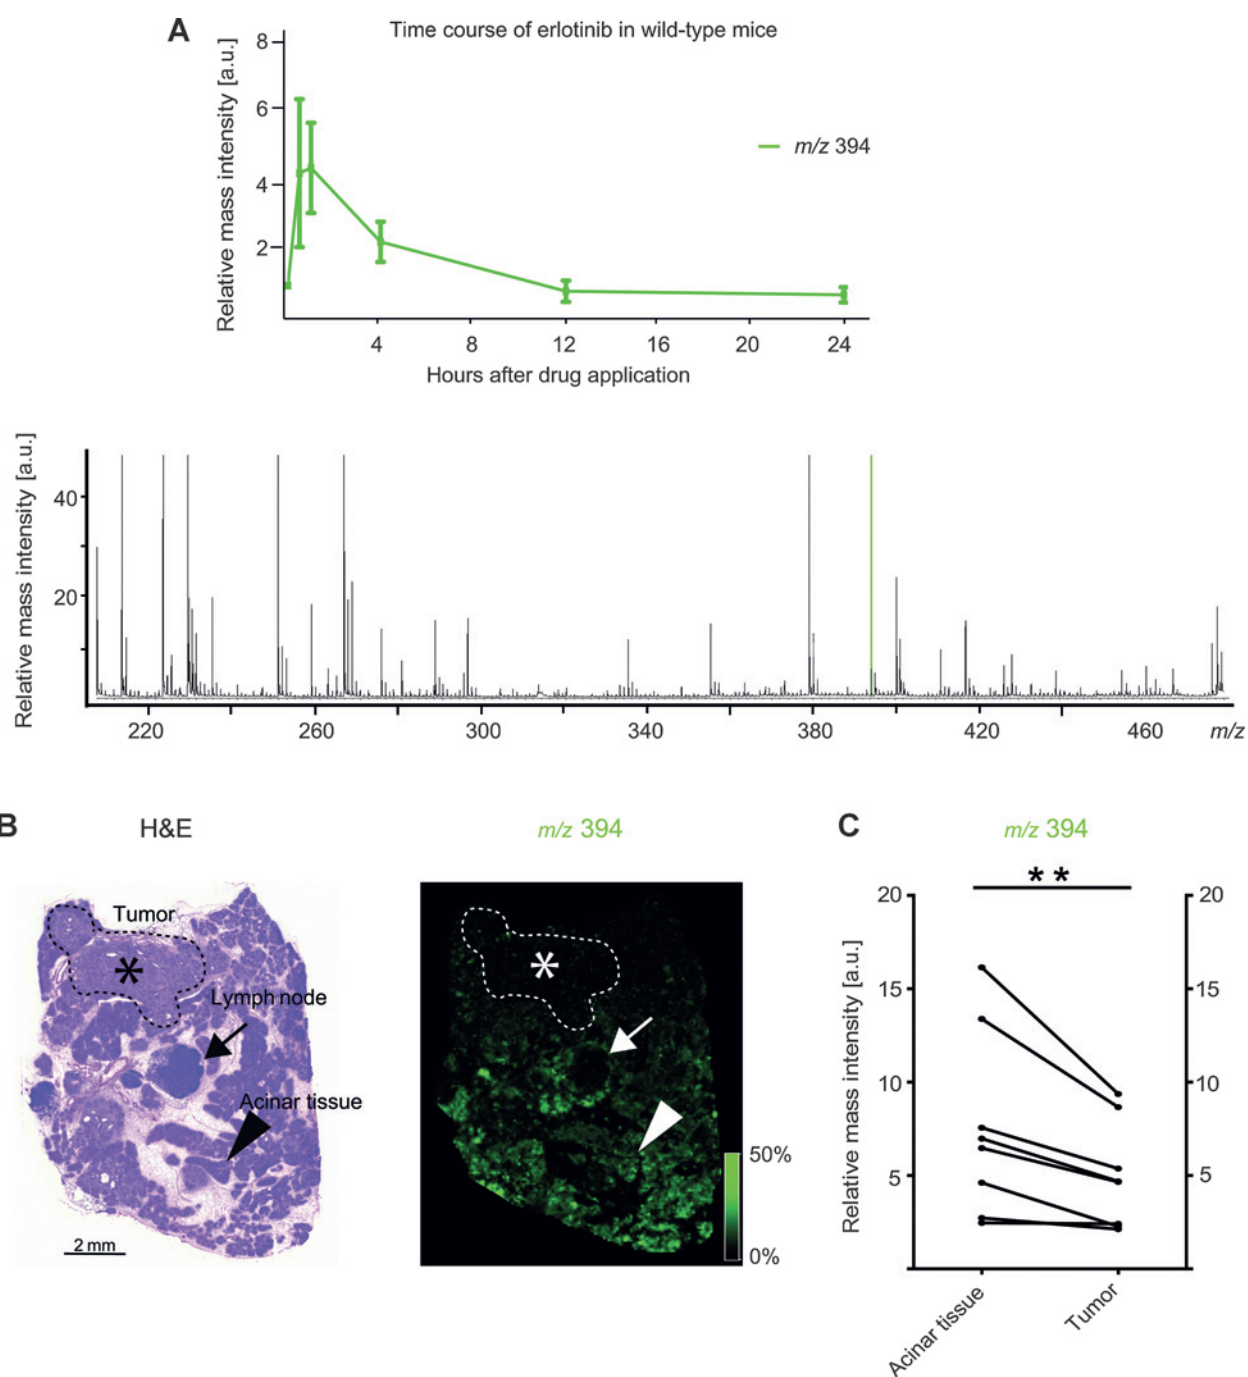 A
Time course of erlotinib in wild-type mice
Relative mass intensity [a.u.]
8
6
4
2
m/z 394
4 8 12 16 20 24
Hours after drug application
Relative mass intensity [a.u.]
40
20
220 260 300 340 380 420 460 m/z
B
H&E
m/z 394
Tumor
*
Lymph node
Acinar tissue
2 mm
*
50%
0%
C
m/z 394
**
Relative mass intensity [a.u.]
20 20
15 15
10 10
5 5
Acinar tissue
Tumor